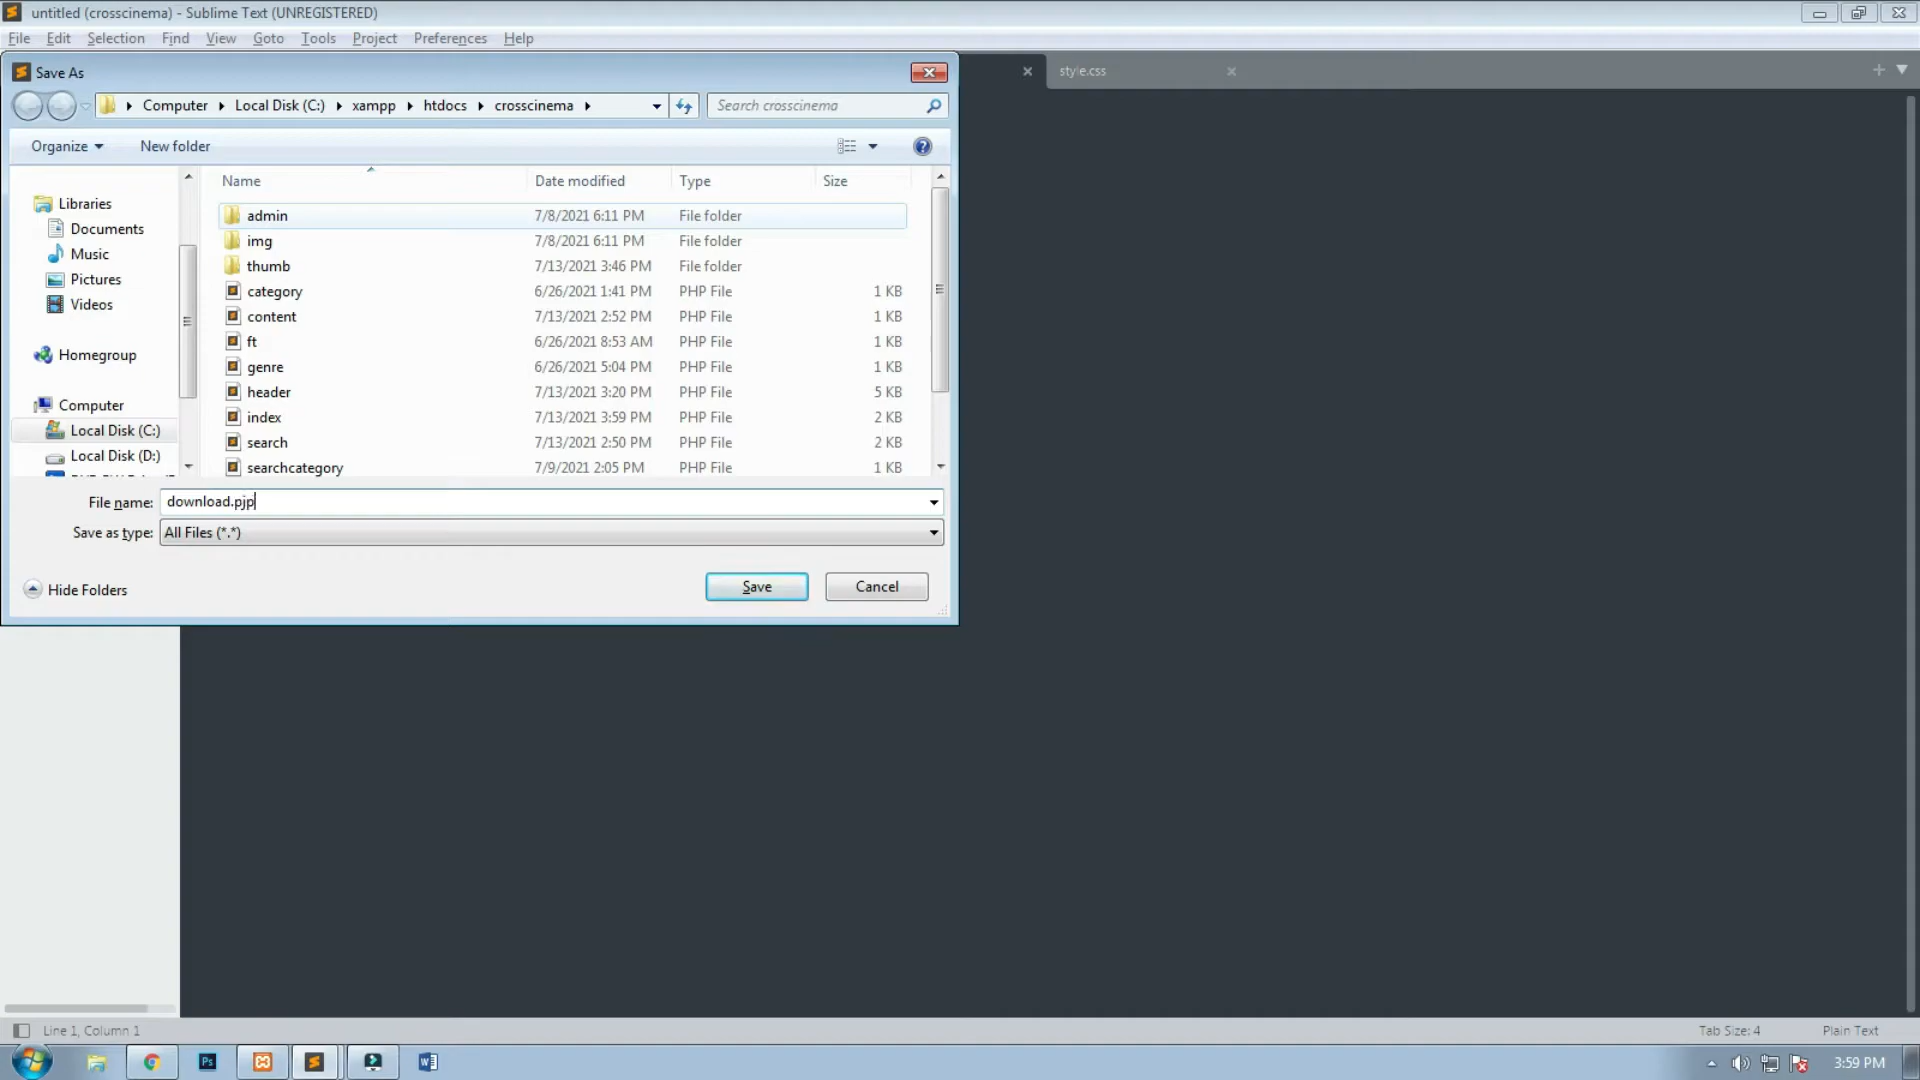 untitled (crosscinema) - Sublime Text (UNREGISTERED)
File Edit Selection Find View Goto Tools Project Preferences Help
Save As
style.css
Computer Local Disk (C:) xampp htdocs crosscinema Search crosscinema
Organize New folder
Name Date modified Type Size
Libraries
Documents
Music
Pictures
Videos
Homegroup
Computer
Local Disk (C:)
Local Disk (D:)
admin 7/8/2021 6:11 PM File folder
img 7/8/2021 6:11 PM File folder
thumb 7/13/2021 3:46 PM File folder
category 6/26/2021 1:41 PM PHP File 1 KB
content 7/13/2021 2:52 PM PHP File 1 KB
ft 6/26/2021 8:53 AM PHP File 1 KB
genre 6/26/2021 5:04 PM PHP File 1 KB
header 7/13/2021 3:20 PM PHP File 5 KB
index 7/13/2021 3:59 PM PHP File 2 KB
search 7/13/2021 2:50 PM PHP File 2 KB
searchcategory 7/9/2021 2:05 PM PHP File 1 KB
File name: download.pjp
Save as type: All Files (*.*)
Hide Folders Save Cancel
Line 1, Column 1 Tab Size: 4 Plain Text
Ps
3:59 PM